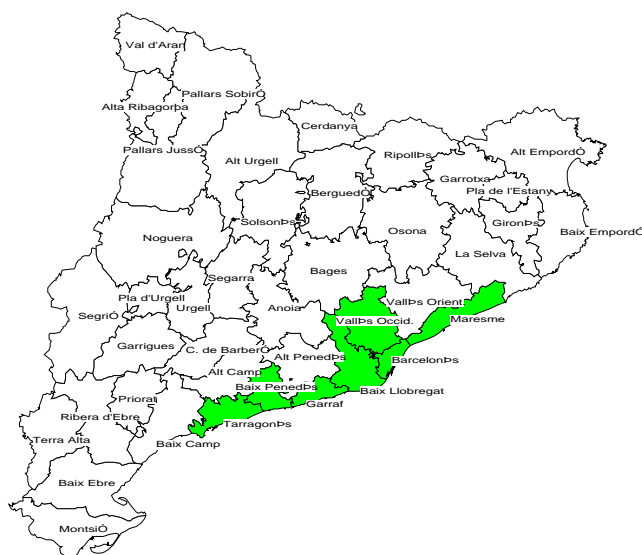 Val d'Aran
Pallars SobirÓ
Alta RibagorÞa
Cerdanya
Pallars JussÓ
Alt Urgell
RipollÞs
Alt EmpordÓ
Garrotxa
BerguedÓ
Pla de l'Estany
SolsonÞs
GironÞs
Osona
Baix EmpordÓ
Noguera
La Selva
Bages
Segarra
Pla d'Urgell
VallÞs Orient.
Anoia
Urgell
SegriÓ
VallÞs Occid.
Maresme
Garrigues
C. de BarberÓ
Alt PenedÞs
BarcelonÞs
Alt Camp
Baix PenedÞs
Baix Llobregat
Priorat
Garraf
Ribera d'Ebre
Tarragon Þs
Terra Alta
Baix Camp
Baix Ebre
MontsiÓ